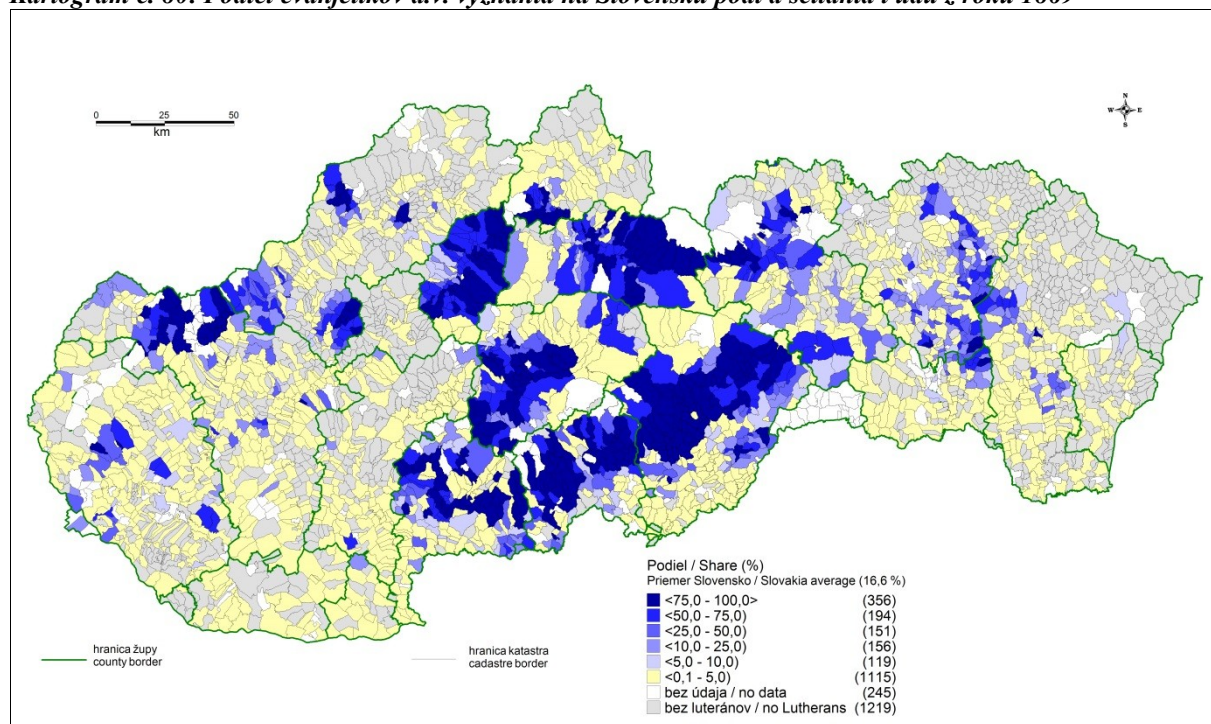 0 25 50
km
N
W E
S
Podiel / Share (%)
Priemer Slovensko / Slovakia average (16,6 %)
<75,0 - 100,0> (356)
<50,0 - 75,0) (194)
<25,0 - 50,0) (151)
<10,0 - 25,0) (156)
<5,0 - 10,0) (119)
<0,1 - 5,0) (1115)
bez údaja / no data (245)
bez luteránov / no Lutherans (1219)
hranica župy
county border
hranica katastra
cadastre border